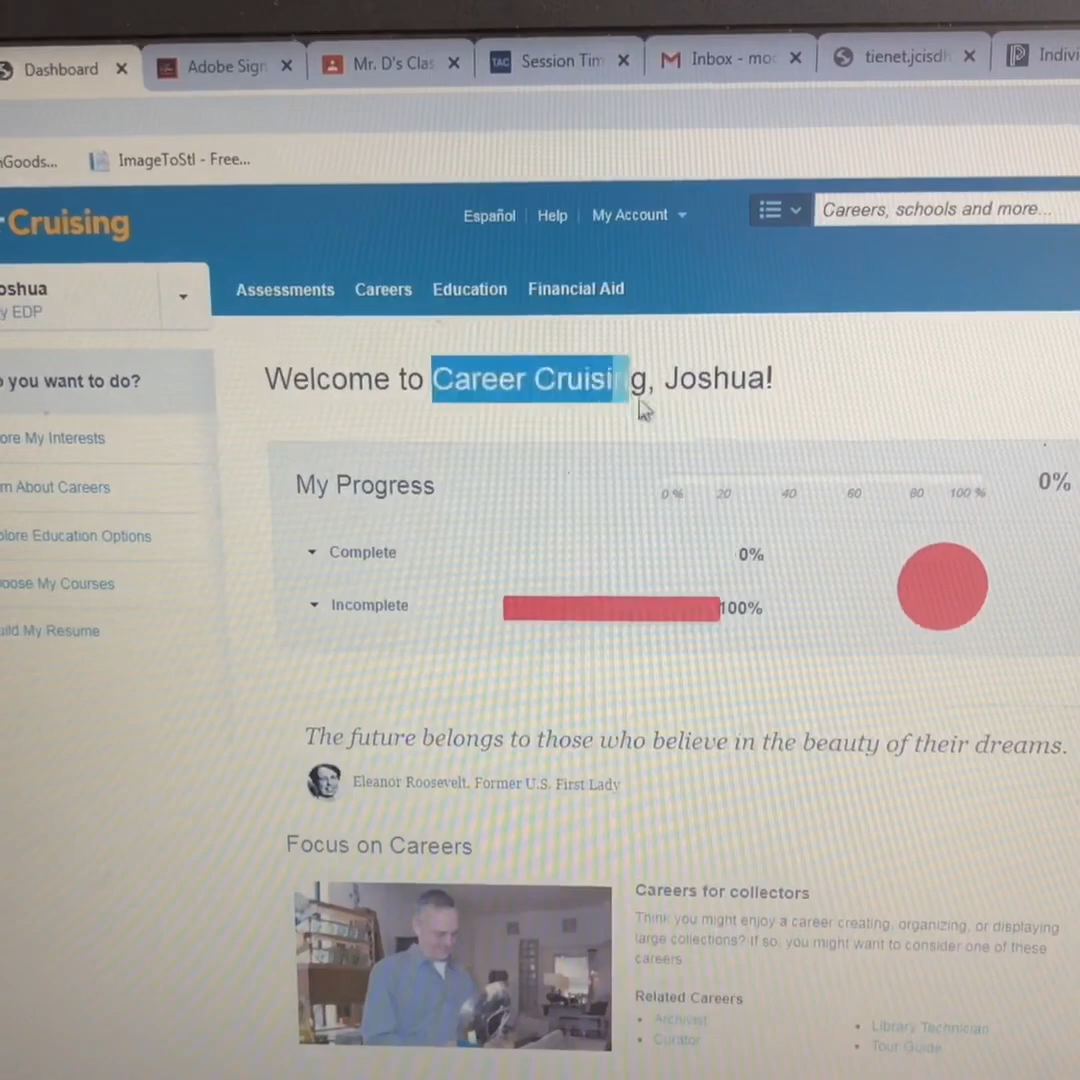 Dashboard
Adobe Sign
Mr. D's Clas
Session Tim
Inbox - mo
tienet.jcisd
Indivi
Goods...
ImageToStl - Free...
Cruising
Español
Help
My Account
Careers, schools and more...
oshua
y EDP
Assessments
Careers
Education
Financial Aid
you want to do?
ore My Interests
rn About Careers
plore Education Options
oose My Courses
uild My Resume
Welcome to Career Cruising, Joshua!
My Progress
0 %
20
40
60
80
100 %
0%
Complete
0%
Incomplete
100%
The future belongs to those who believe in the beauty of their dreams.
Eleanor Roosevelt, Former U.S. First Lady
Focus on Careers
Careers for collectors
Think you might enjoy a career creating, organizing, or displaying
large collections? If so, you might want to consider one of these
careers
Related Careers
Archivist
Curator
Library Technician
Tour Guide